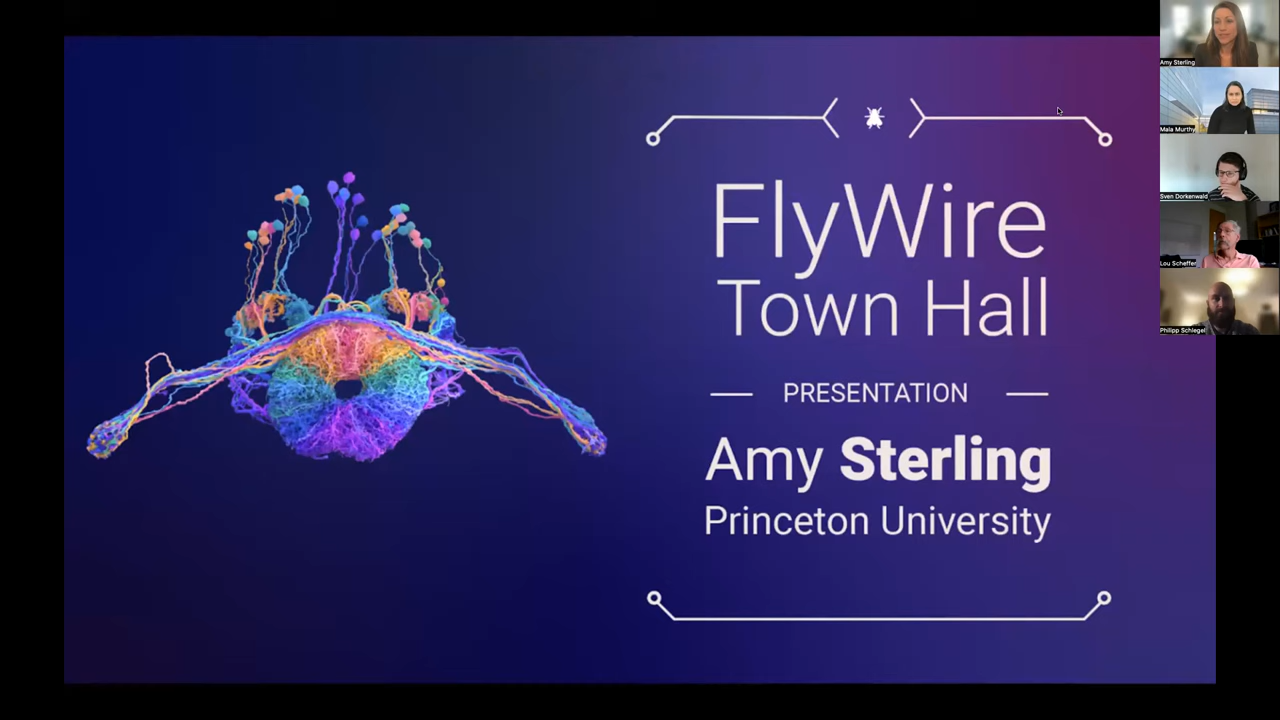 FlyWire
Town Hall
PRESENTATION
Amy Sterling
Princeton University
Amy Sterling
Mala Murthy
Sven Dorkenwald
Lou Scheffer
Philipp Schlegel